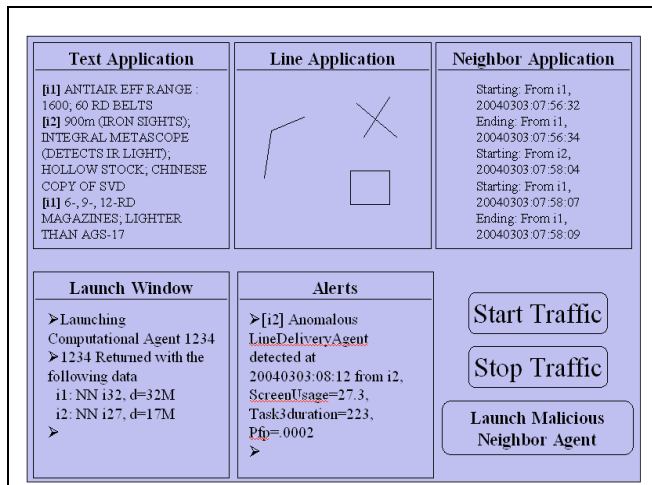 Text Application
[i1] ANTIAIR EFF RANGE :
1600; 60 RD BELTS
[i2] 900m (IRON SIGHTS);
INTEGRAL METASCOPE
(DETECTS IR LIGHT);
HOLLOW STOCK; CHINESE
COPY OF SVD
[i1] 6-, 9-, 12-RD
MAGAZINES; LIGHTER
THAN AGS-17
Line Application
Neighbor Application
Starting: From i1,
20040303:07:56:32
Ending: From i1,
20040303:07:56:34
Starting: From i2,
20040303:07:58:04
Starting: From i1,
20040303:07:58:07
Ending: From i1,
20040303:07:58:09
Launch Window
➢Launching
Computational Agent 1234
➢1234 Returned with the
following data
i1: NN i32, d=32M
i2: NN i27, d=17M
➢
Alerts
➢[i2] Anomalous
LineDeliveryAgent
detected at
20040303:08:12 from i2,
ScreenUsage=27.3,
Task3duration=223,
Pfp=.0002
➢
Start Traffic
Stop Traffic
Launch Malicious
Neighbor Agent